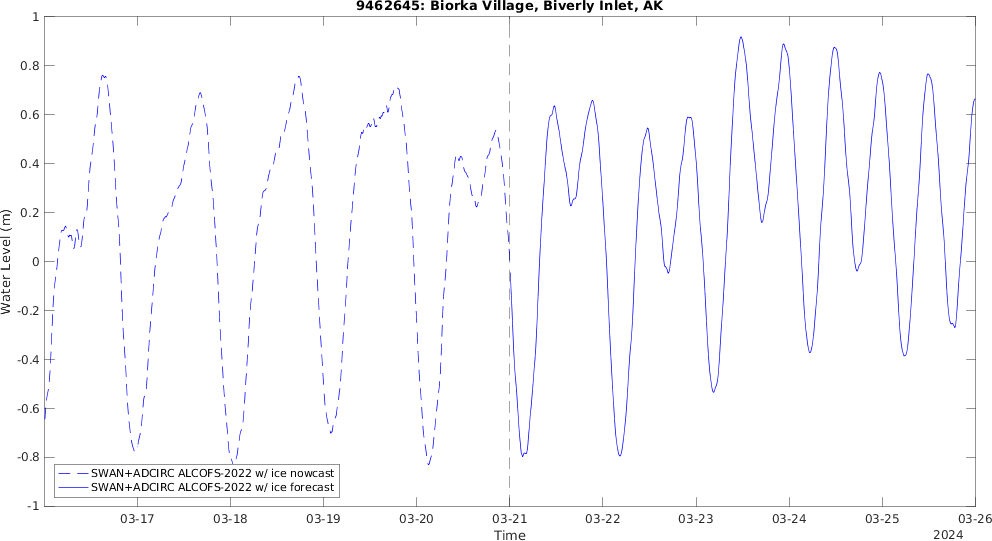 9462645: Biorka Village, Biverly Inlet, AK
Water Level (m)
1
0.8
0.6
0.4
0.2
0
-0.2
-0.4
-0.6
-0.8
-1
SWAN+ADCIRC ALCOFS-2022 w/ ice nowcast
SWAN+ADCIRC ALCOFS-2022 w/ ice forecast
03-17 03-18 03-19 03-20 03-21 03-22 03-23 03-24 03-25 03-26
Time
2024